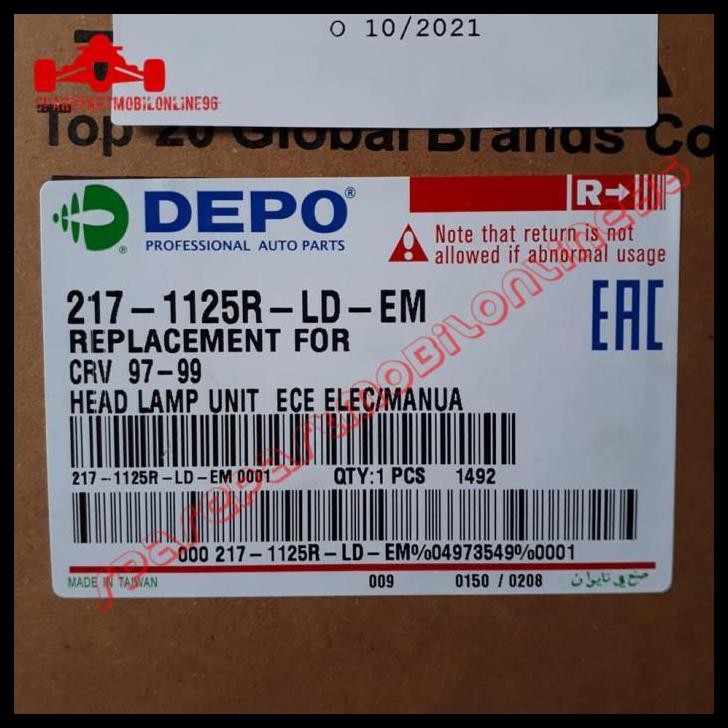 O 10/2021
SPAREPARTMOBILONLINE96
Top 20 Global Brands Co
DEPO®
PROFESSIONAL AUTO PARTS
R→
Note that return is not
allowed if abnormal usage
217-1125R-LD-EM
REPLACEMENT FOR
CRV 97-99
HEAD LAMP UNIT ECE ELEC/MANUA
EAC
217-1125R-LD-EM 0001 QTY:1 PCS 1492
000 217-1125R-LD-EM%04973549%0001
MADE IN TAIWAN 009 0150 / 0208 صنع في تايوان
sparepartmobilonline96